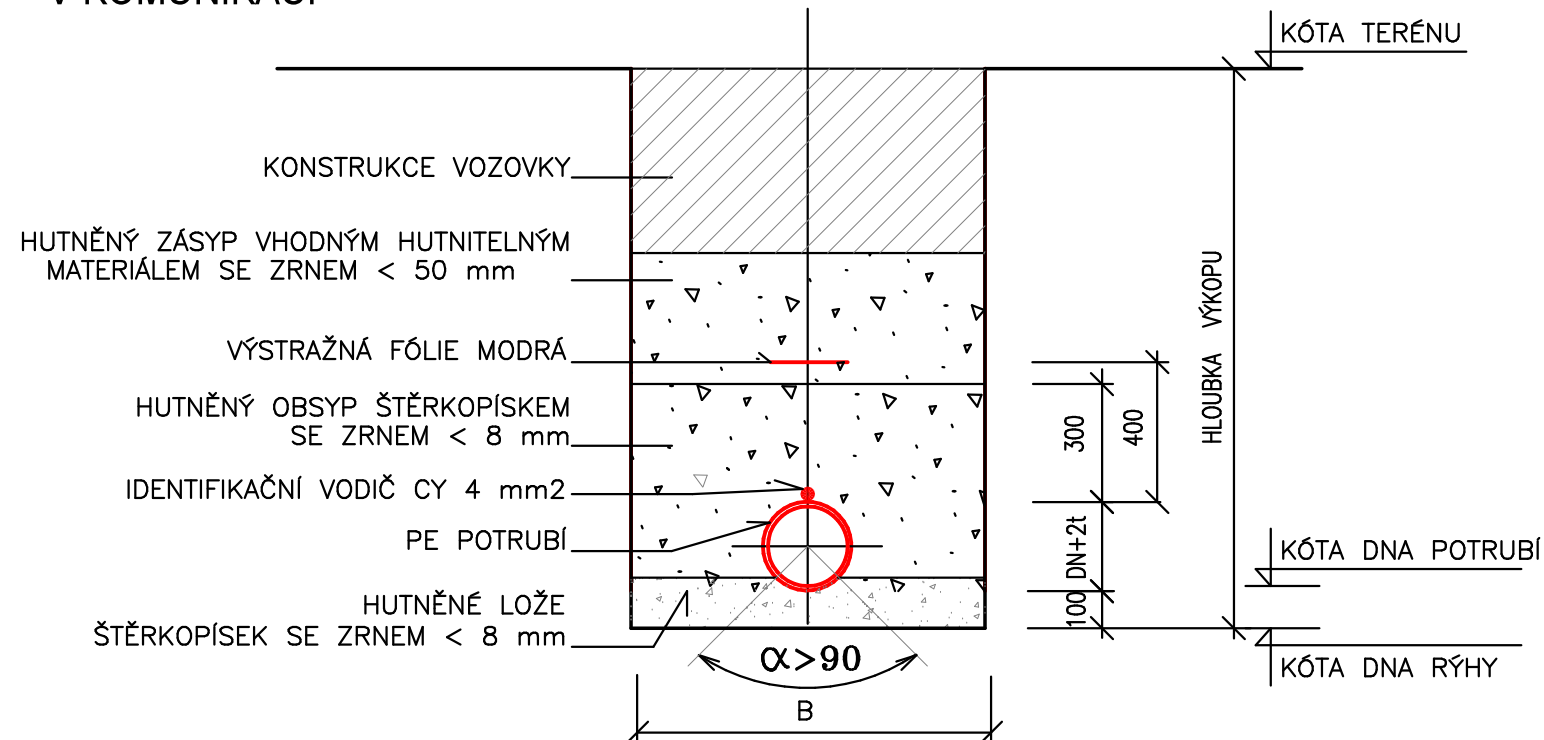 V KOMUNIKACI
KÓTA TERÉNU
KONSTRUKCE VOZOVKY
HUTNĚNÝ ZÁSYP VHODNÝM HUTNITELNÝM
MATERIÁLEM SE ZRNEM < 50 mm
VÝSTRAŽNÁ FÓLIE MODRÁ
HUTNĚNÝ OBSYP ŠTĚRKOPÍSKEM
SE ZRNEM < 8 mm
IDENTIFIKAČNÍ VODIČ CY 4 mm2
PE POTRUBÍ
HUTNĚNÉ LOŽE
ŠTĚRKOPÍSEK SE ZRNEM < 8 mm
α>90
B
300
400
DN+2t
100
HLOUBKA VÝKOPU
KÓTA DNA POTRUBÍ
KÓTA DNA RÝHY